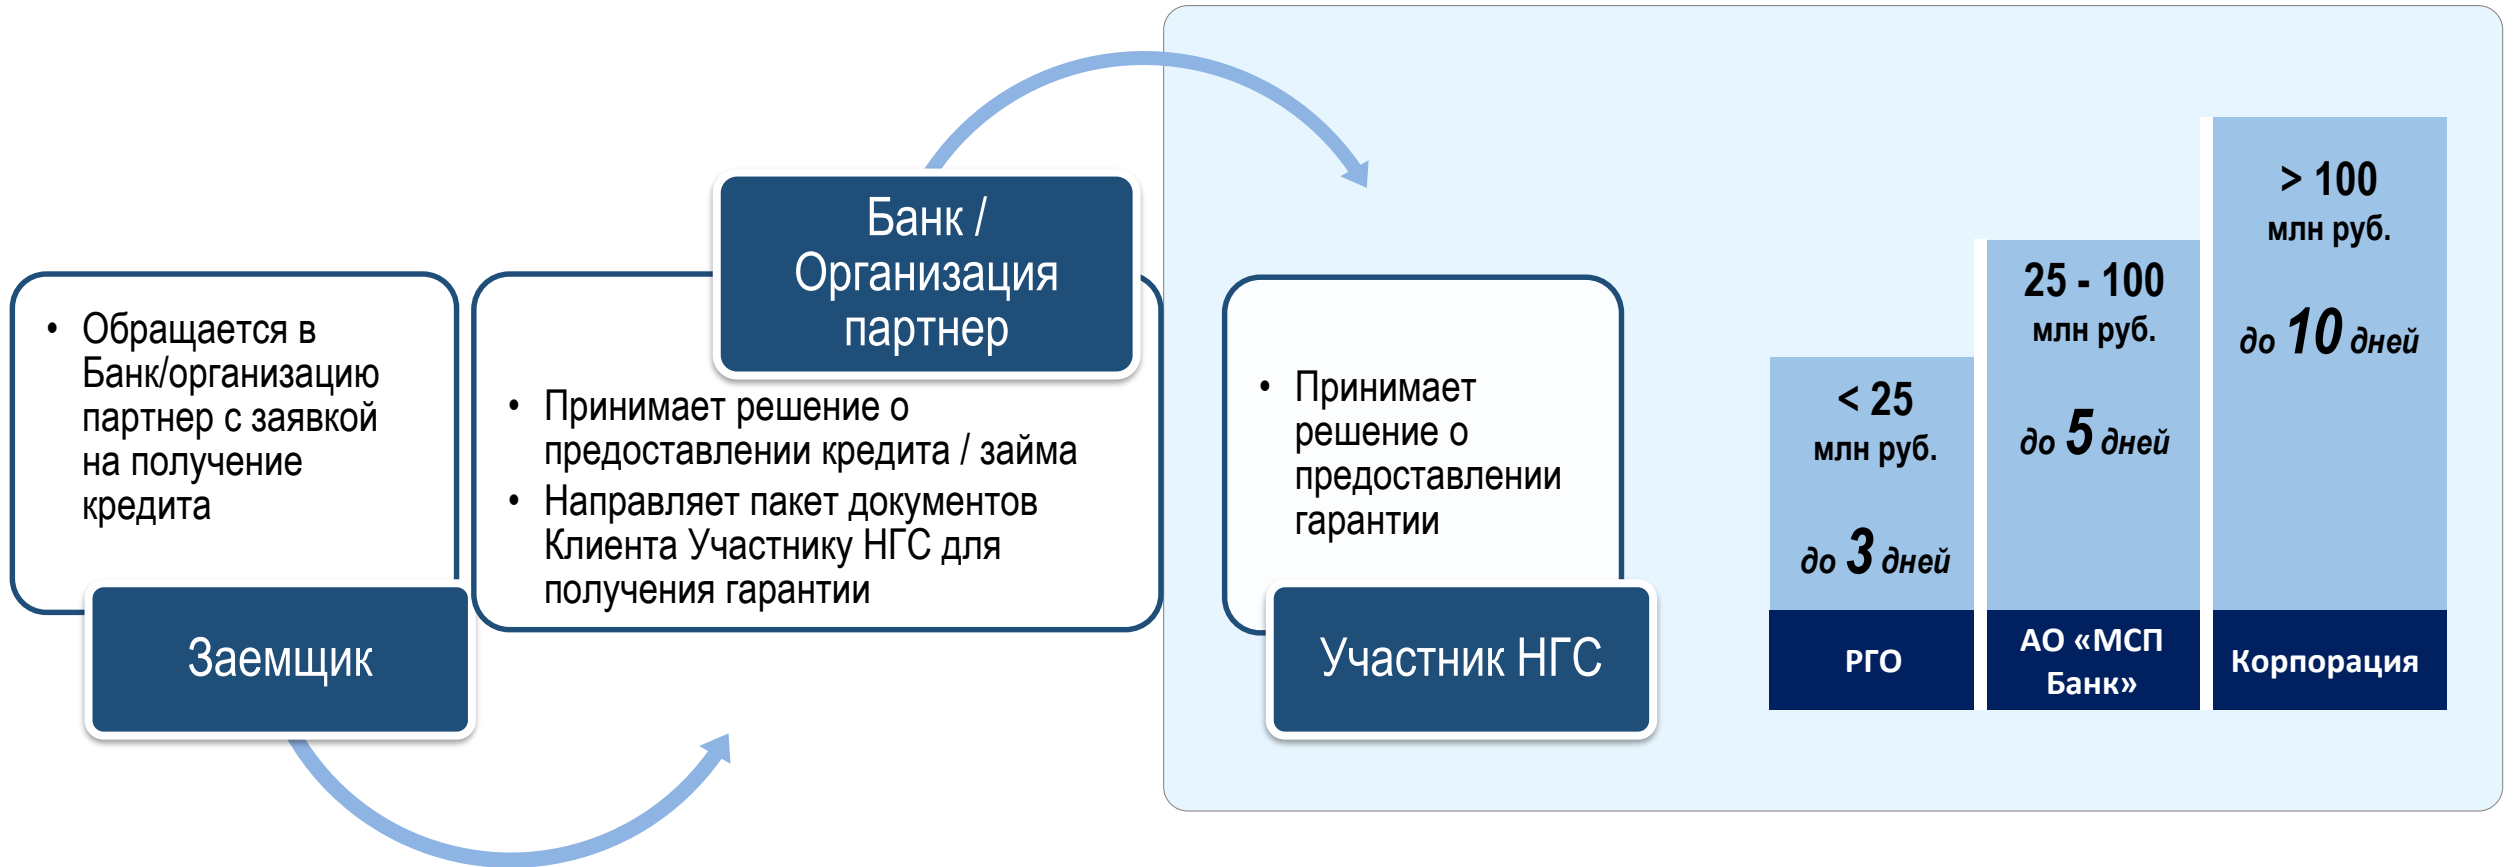 • Обращается в
Банк/организацию
партнер с заявкой
на получение
кредита
Заемщик
Банк /
Организация
партнер
• Принимает решение о
предоставлении кредита / займа
• Направляет пакет документов
Клиента Участнику НГС для
получения гарантии
• Принимает
решение о
предоставлении
гарантии
Участник НГС
< 25
млн руб.
до 3 дней
РГО
25 - 100
млн руб.
до 5 дней
АО «МСП
Банк»
> 100
млн руб.
до 10 дней
Корпорация